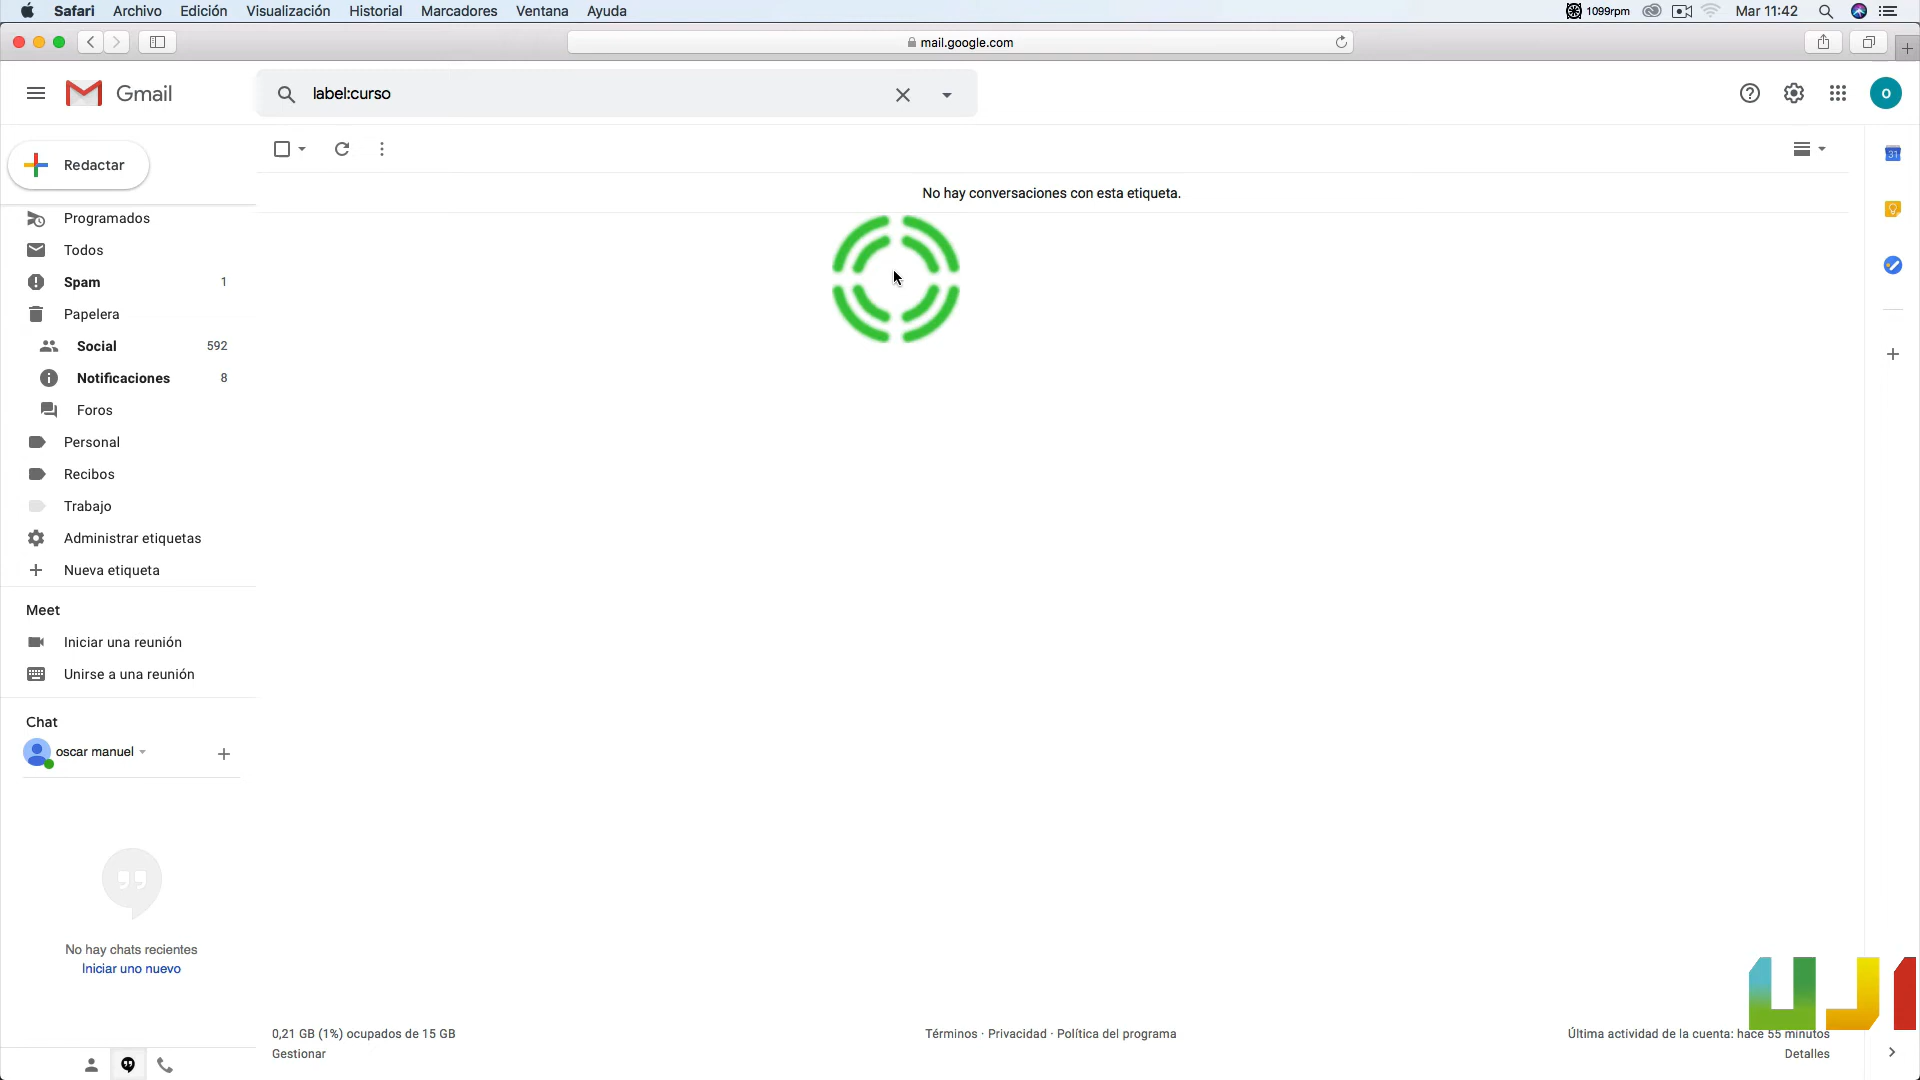 Safari Archivo Edición Visualización Historial Marcadores Ventana Ayuda 1099rpm Mar 11:42
mail.google.com
Gmail label:curso
o
Redactar
31
No hay conversaciones con esta etiqueta.
Programados
Todos
Spam 1
Papelera
Social 592
Notificaciones 8
Foros
Personal
Recibos
Trabajo
Administrar etiquetas
Nueva etiqueta
Meet
Iniciar una reunión
Unirse a una reunión
Chat
oscar manuel
No hay chats recientes
Iniciar uno nuevo
UJI
0,21 GB (1%) ocupados de 15 GB Términos · Privacidad · Política del programa Última actividad de la cuenta: hace 55 minutos
Gestionar Detalles